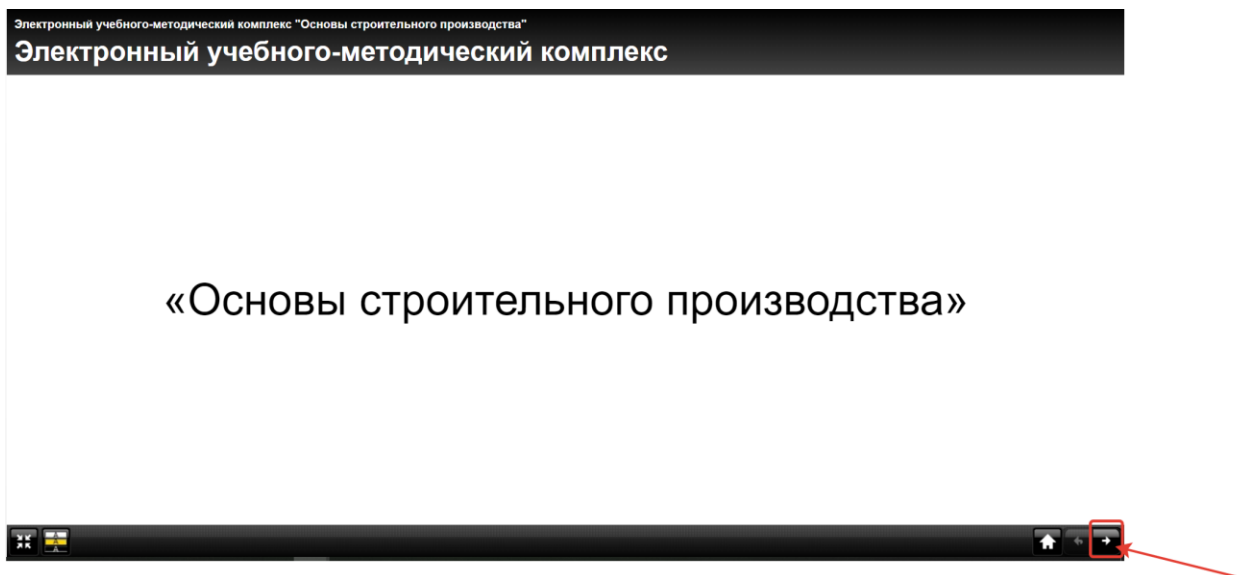 Электронный учебного-методический комплекс "Основы строительного производства"
Электронный учебного-методический комплекс
«Основы строительного производства»